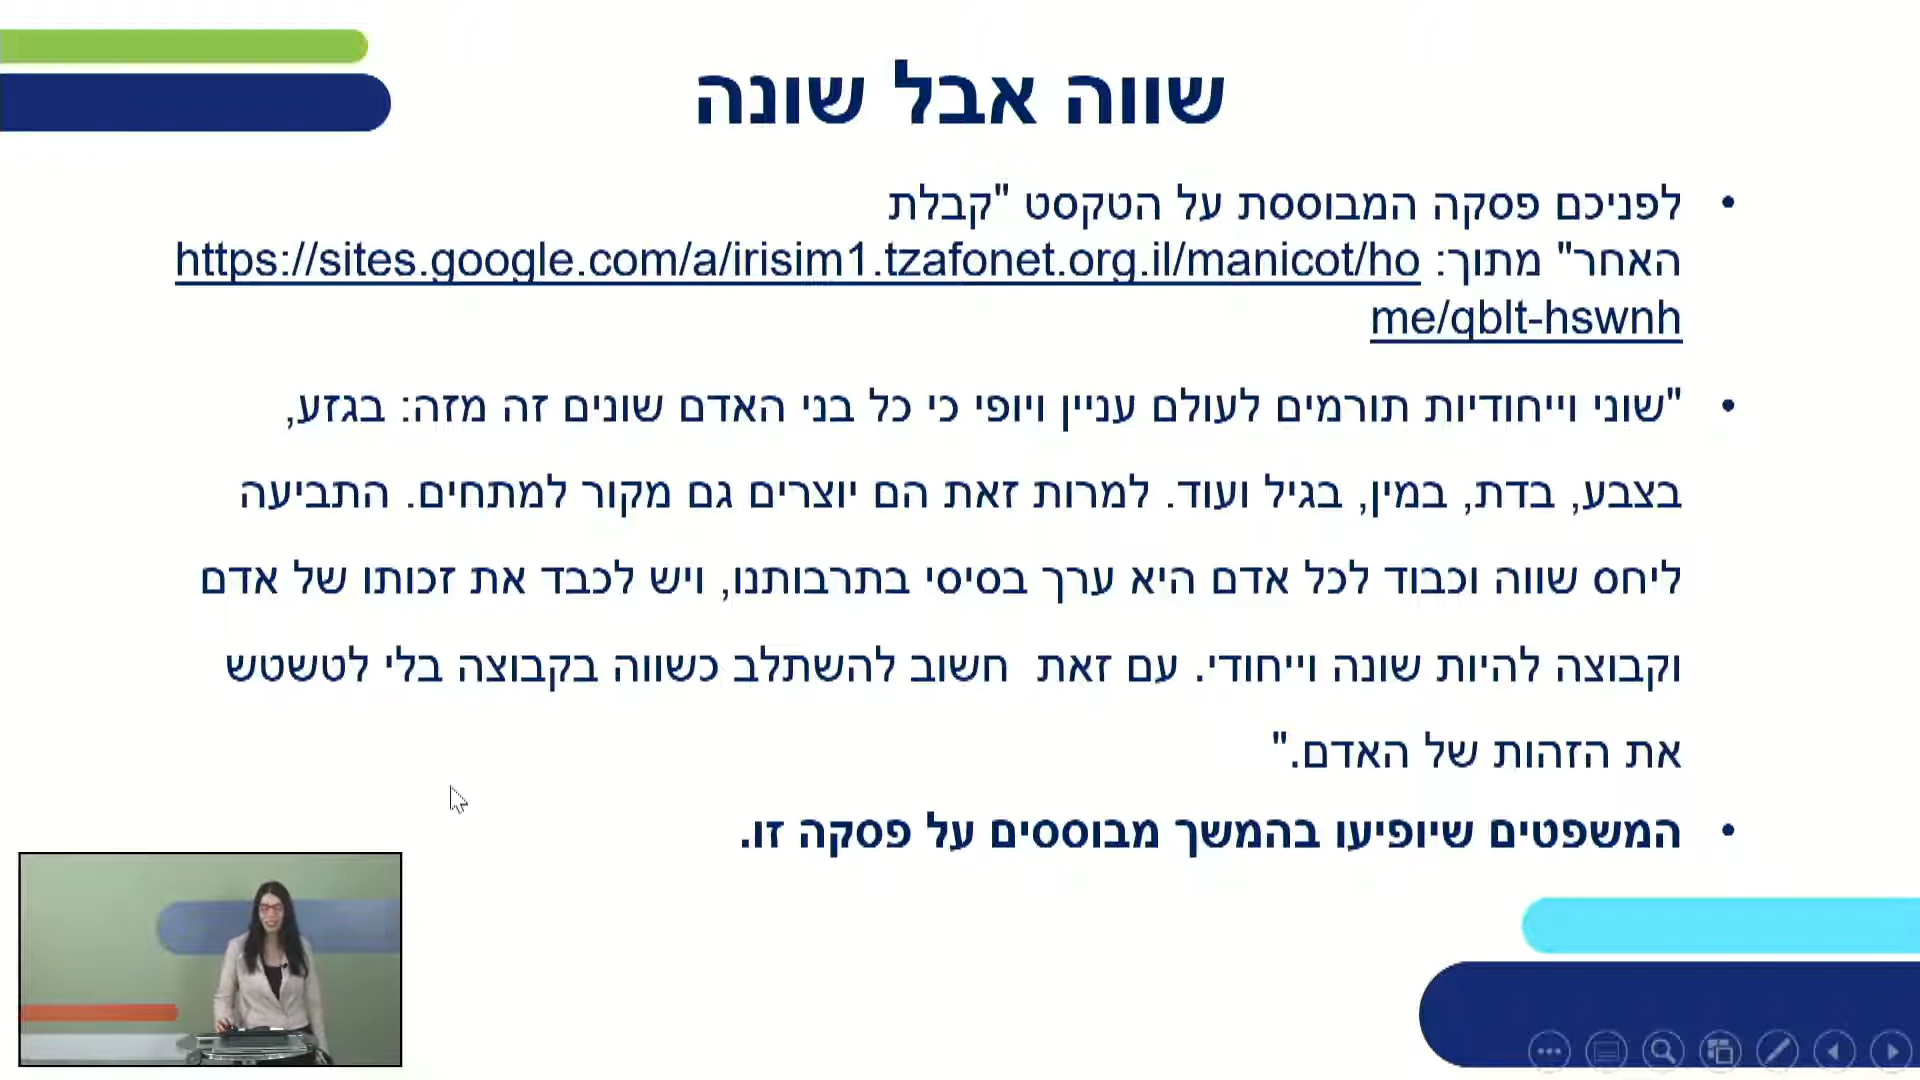 שווה אבל שונה
• לפניכם פסקה המבוססת על הטקסט "קבלת
האחר" מתוך: https://sites.google.com/a/irisim1.tzafonet.org.il/manicot/ho
me/qblt-hswnh
• "שוני וייחודיות תורמים לעולם עניין ויופי כי כל בני האדם שונים זה מזה: בגזע,
בצבע, בדת, במין, בגיל ועוד. למרות זאת הם יוצרים גם מקור למתחים. התביעה
ליחס שווה וכבוד לכל אדם היא ערך בסיסי בתרבותנו, ויש לכבד את זכותו של אדם
וקבוצה להיות שונה וייחודי. עם זאת  חשוב להשתלב כשווה בקבוצה בלי לטשטש
את הזהות של האדם."
• המשפטים שיופיעו בהמשך מבוססים על פסקה זו.